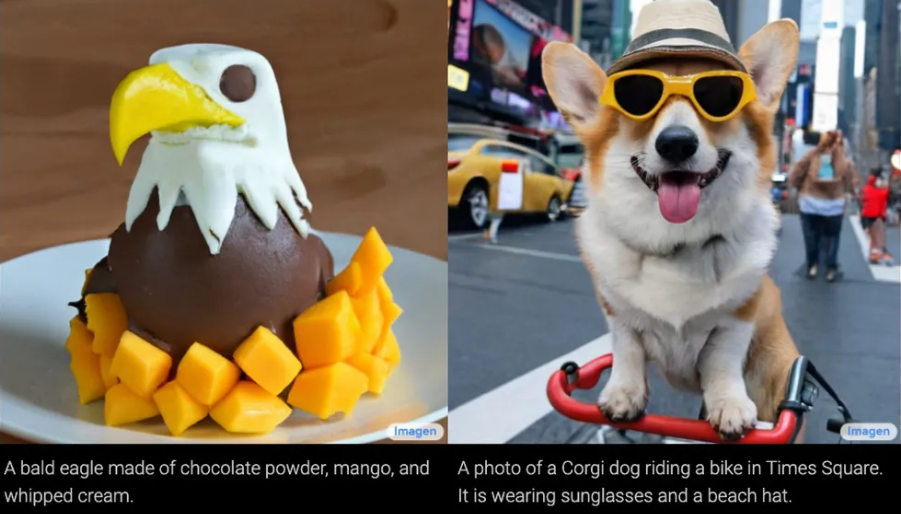 Imagen
Imagen
A bald eagle made of chocolate powder, mango, and
whipped cream.
A photo of a Corgi dog riding a bike in Times Square.
It is wearing sunglasses and a beach hat.